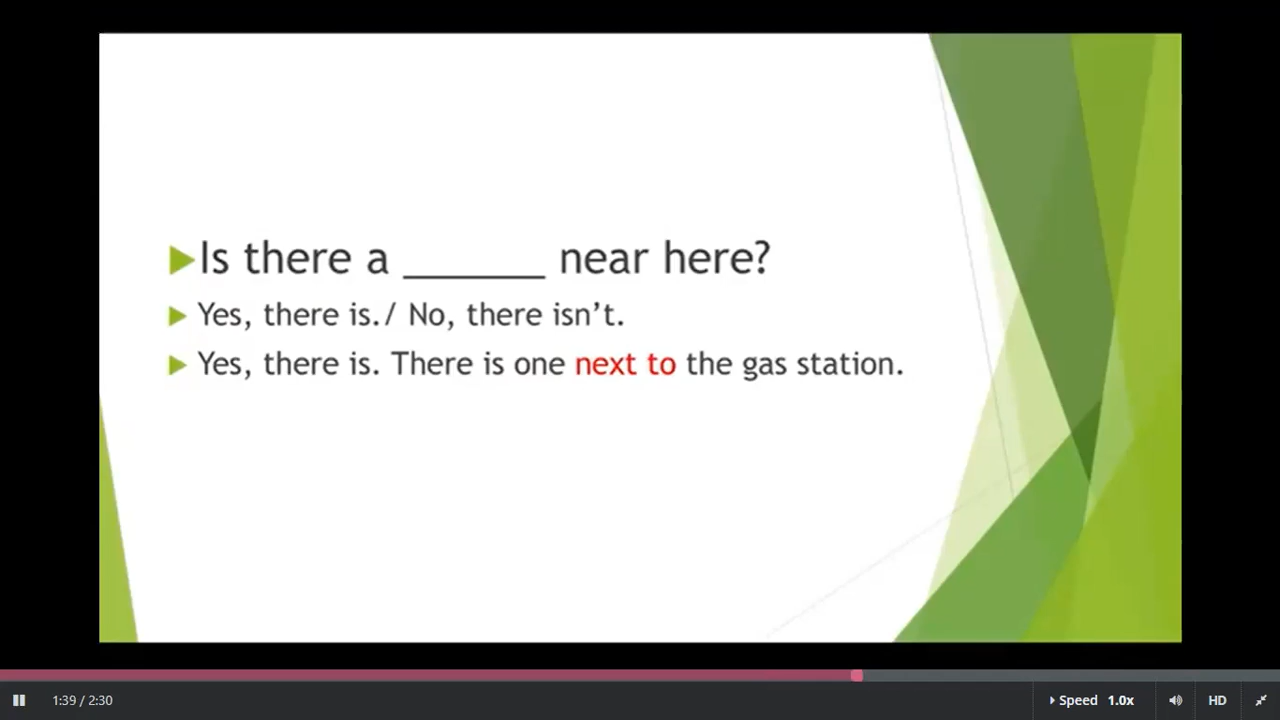 Is there a ______ near here?
Yes, there is./ No, there isn't.
Yes, there is. There is one next to the gas station.
1:39 / 2:30
Speed 1.0x
HD